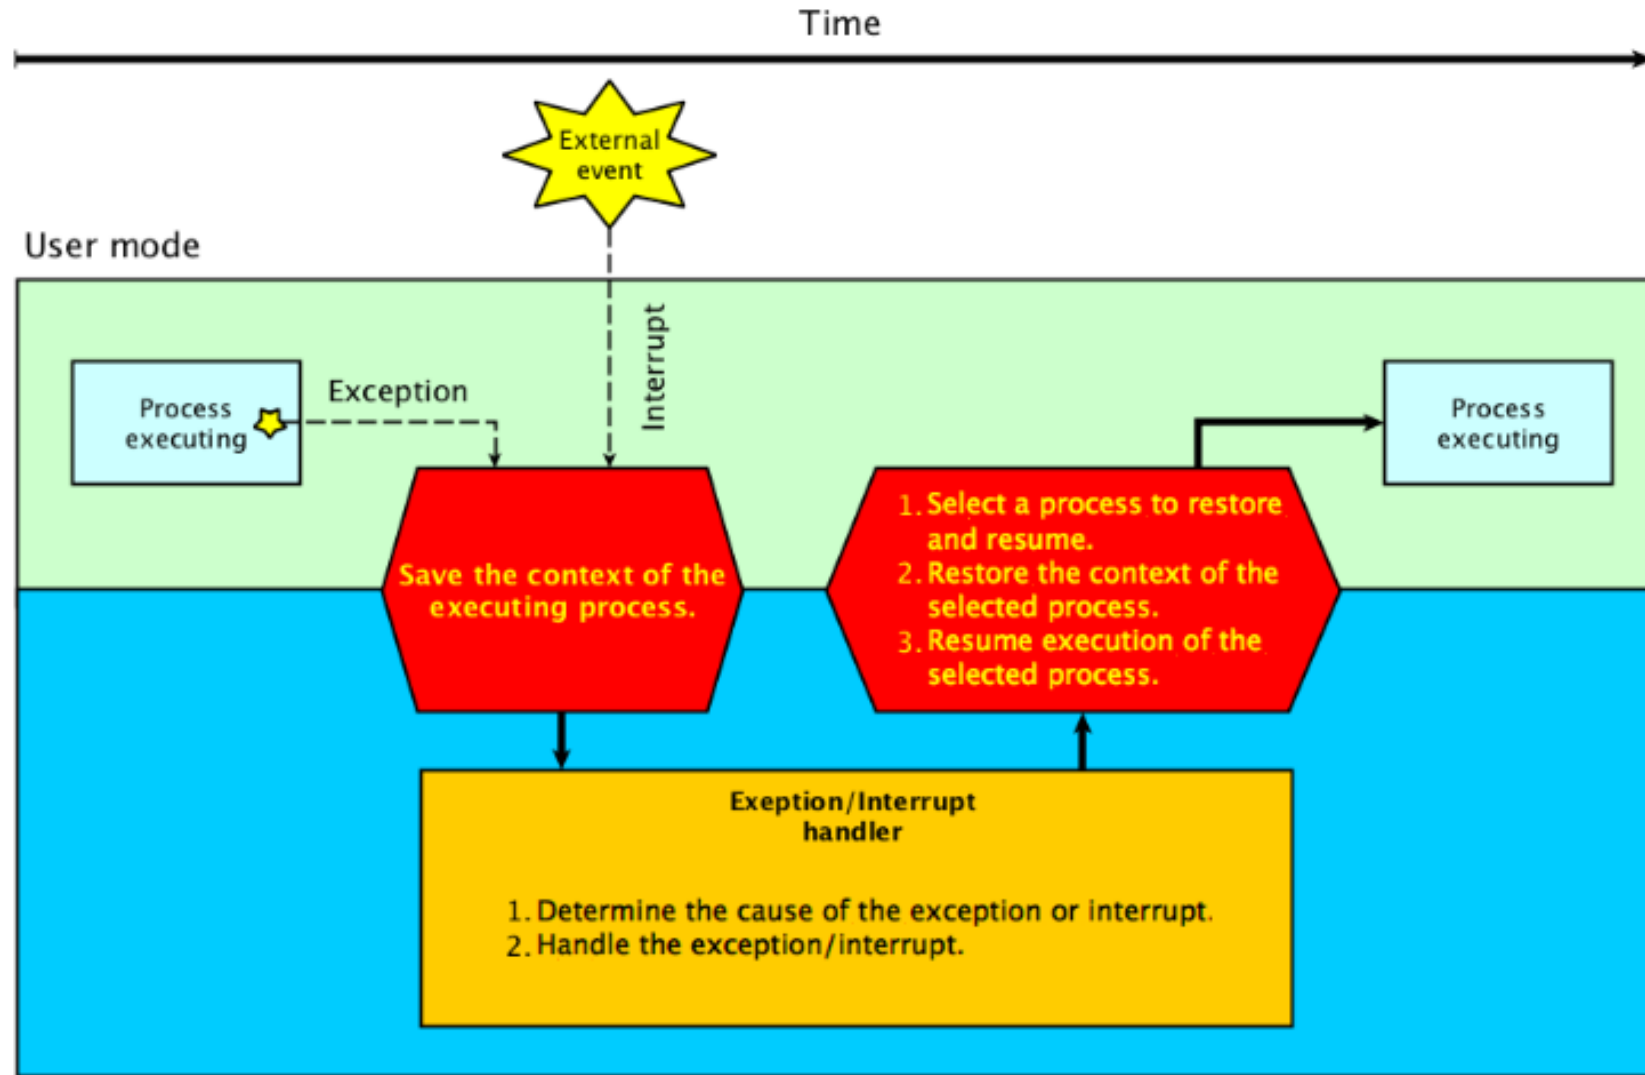 Time
External
event
User mode
Interrupt
Exception
Process
executing
Process
executing
Save the context of the
executing process.
1. Select a process to restore
and resume.
2. Restore the context of the
selected process.
3. Resume execution of the
selected process.
Exeption/Interrupt
handler
1. Determine the cause of the exception or interrupt.
2. Handle the exception/interrupt.